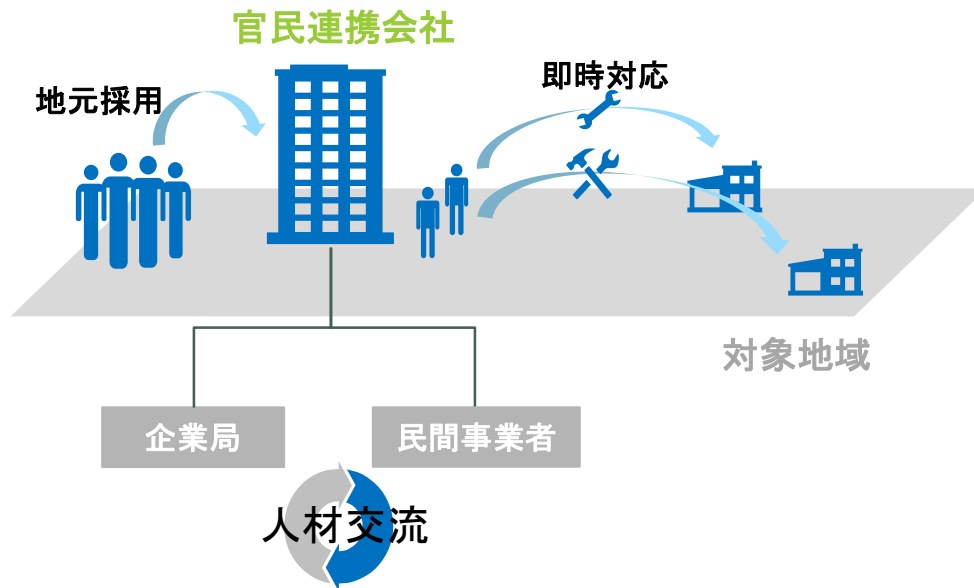 官民連携会社
地元採用
即時対応
対象地域
企業局
民間事業者
人材交流